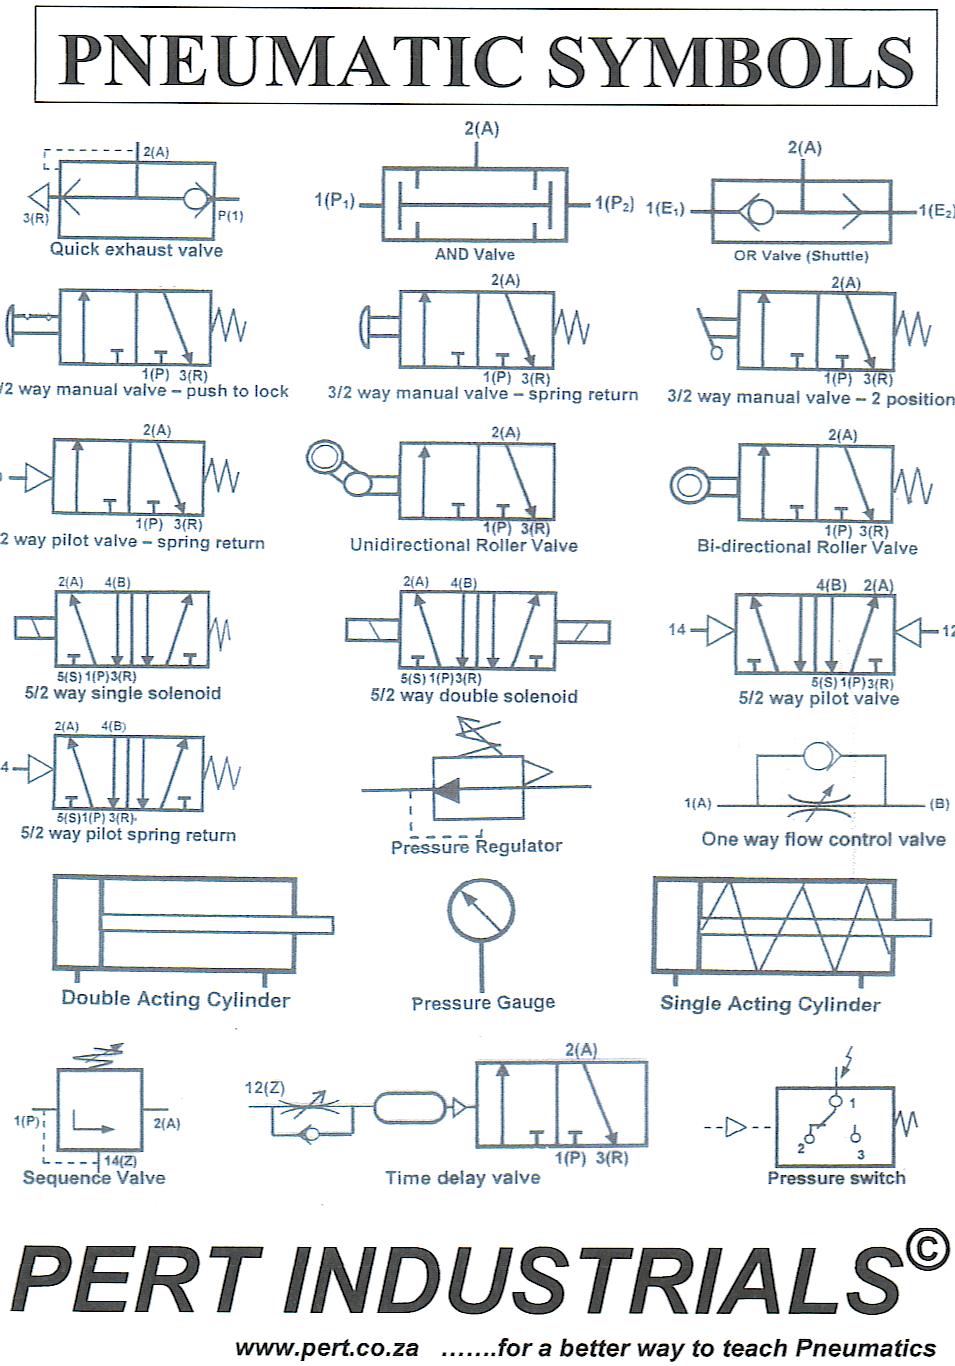 PNEUMATIC SYMBOLS
2(A)
3(R)
P(1)
Quick exhaust valve
2(A)
1(P₁)
1(P₂)
AND Valve
2(A)
1(E₁)
1(E₂)
OR Valve (Shuttle)
1(P) 3(R)
/2 way manual valve – push to lock
2(A)
1(P) 3(R)
3/2 way manual valve – spring return
2(A)
1(P) 3(R)
3/2 way manual valve – 2 position
2(A)
1(P) 3(R)
2 way pilot valve – spring return
2(A)
1(P) 3(R)
Unidirectional Roller Valve
2(A)
1(P) 3(R)
Bi-directional Roller Valve
2(A) 4(B)
5(S) 1(P) 3(R)
5/2 way single solenoid
2(A) 4(B)
5(S) 1(P) 3(R)
5/2 way double solenoid
4(B) 2(A)
14
12
5(S) 1(P) 3(R)
5/2 way pilot valve
2(A) 4(B)
4
5(S) 1(P) 3(R)
5/2 way pilot spring return
Pressure Regulator
1(A)
(B)
One way flow control valve
Double Acting Cylinder
Pressure Gauge
Single Acting Cylinder
1(P)
2(A)
14(Z)
Sequence Valve
12(Z)
2(A)
1(P) 3(R)
Time delay valve
1
2
3
Pressure switch
PERT INDUSTRIALS©
www.pert.co.za .......for a better way to teach Pneumatics